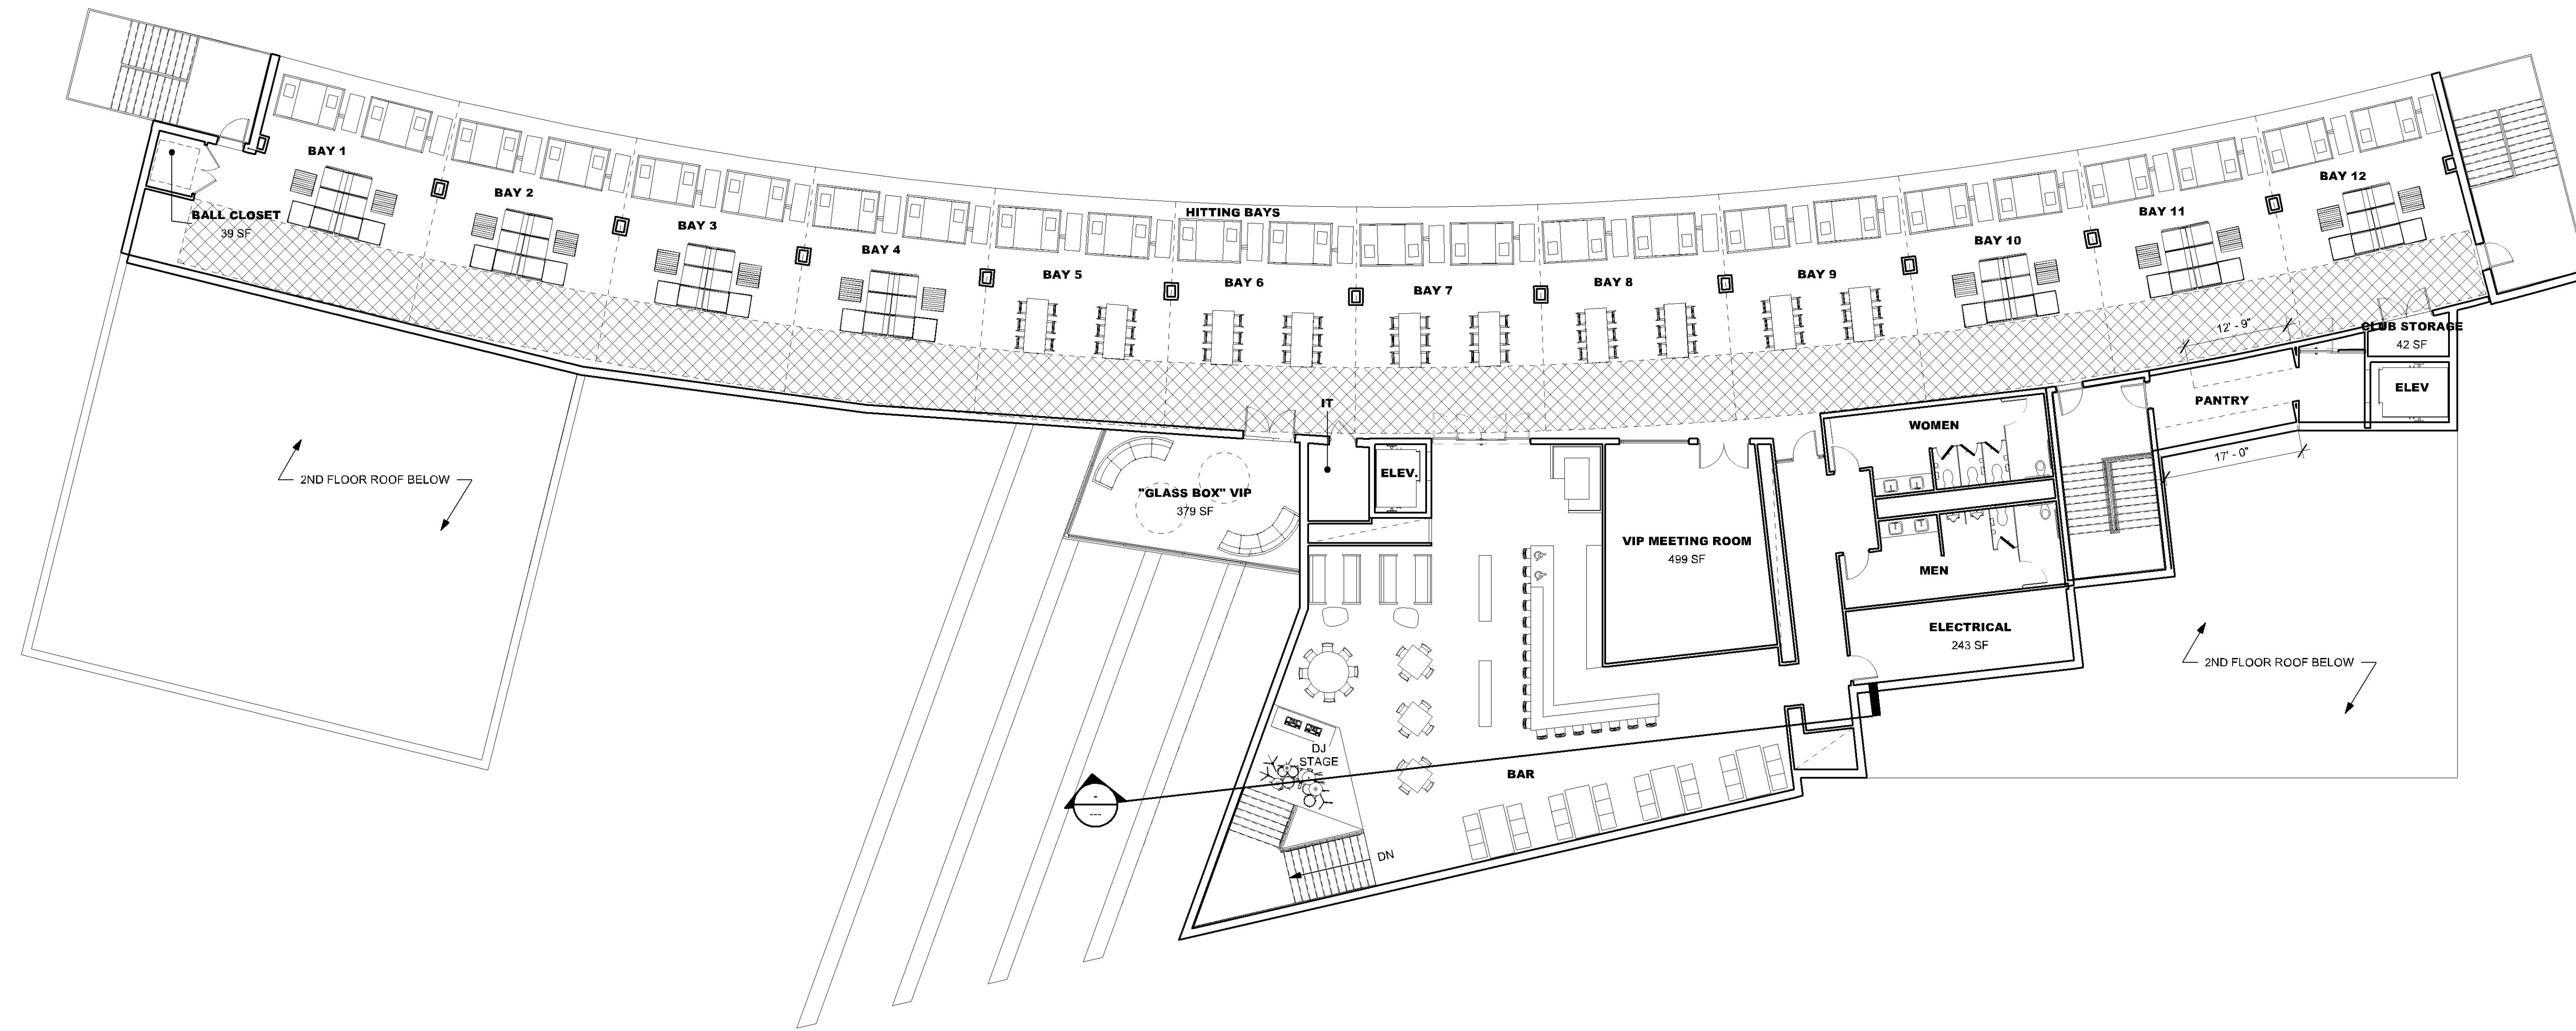 BAY 1
BAY 2
BAY 3
BAY 4
BAY 5
BAY 6
BAY 7
BAY 8
BAY 9
BAY 10
BAY 11
BAY 12
HITTING BAYS
BALL CLOSET
39 SF
12' - 9"
CLUB STORAGE
42 SF
ELEV
PANTRY
17' - 0"
IT
ELEV.
WOMEN
2ND FLOOR ROOF BELOW
"GLASS BOX" VIP
379 SF
VIP MEETING ROOM
499 SF
MEN
ELECTRICAL
243 SF
2ND FLOOR ROOF BELOW
DJ
STAGE
BAR
-
---
DN